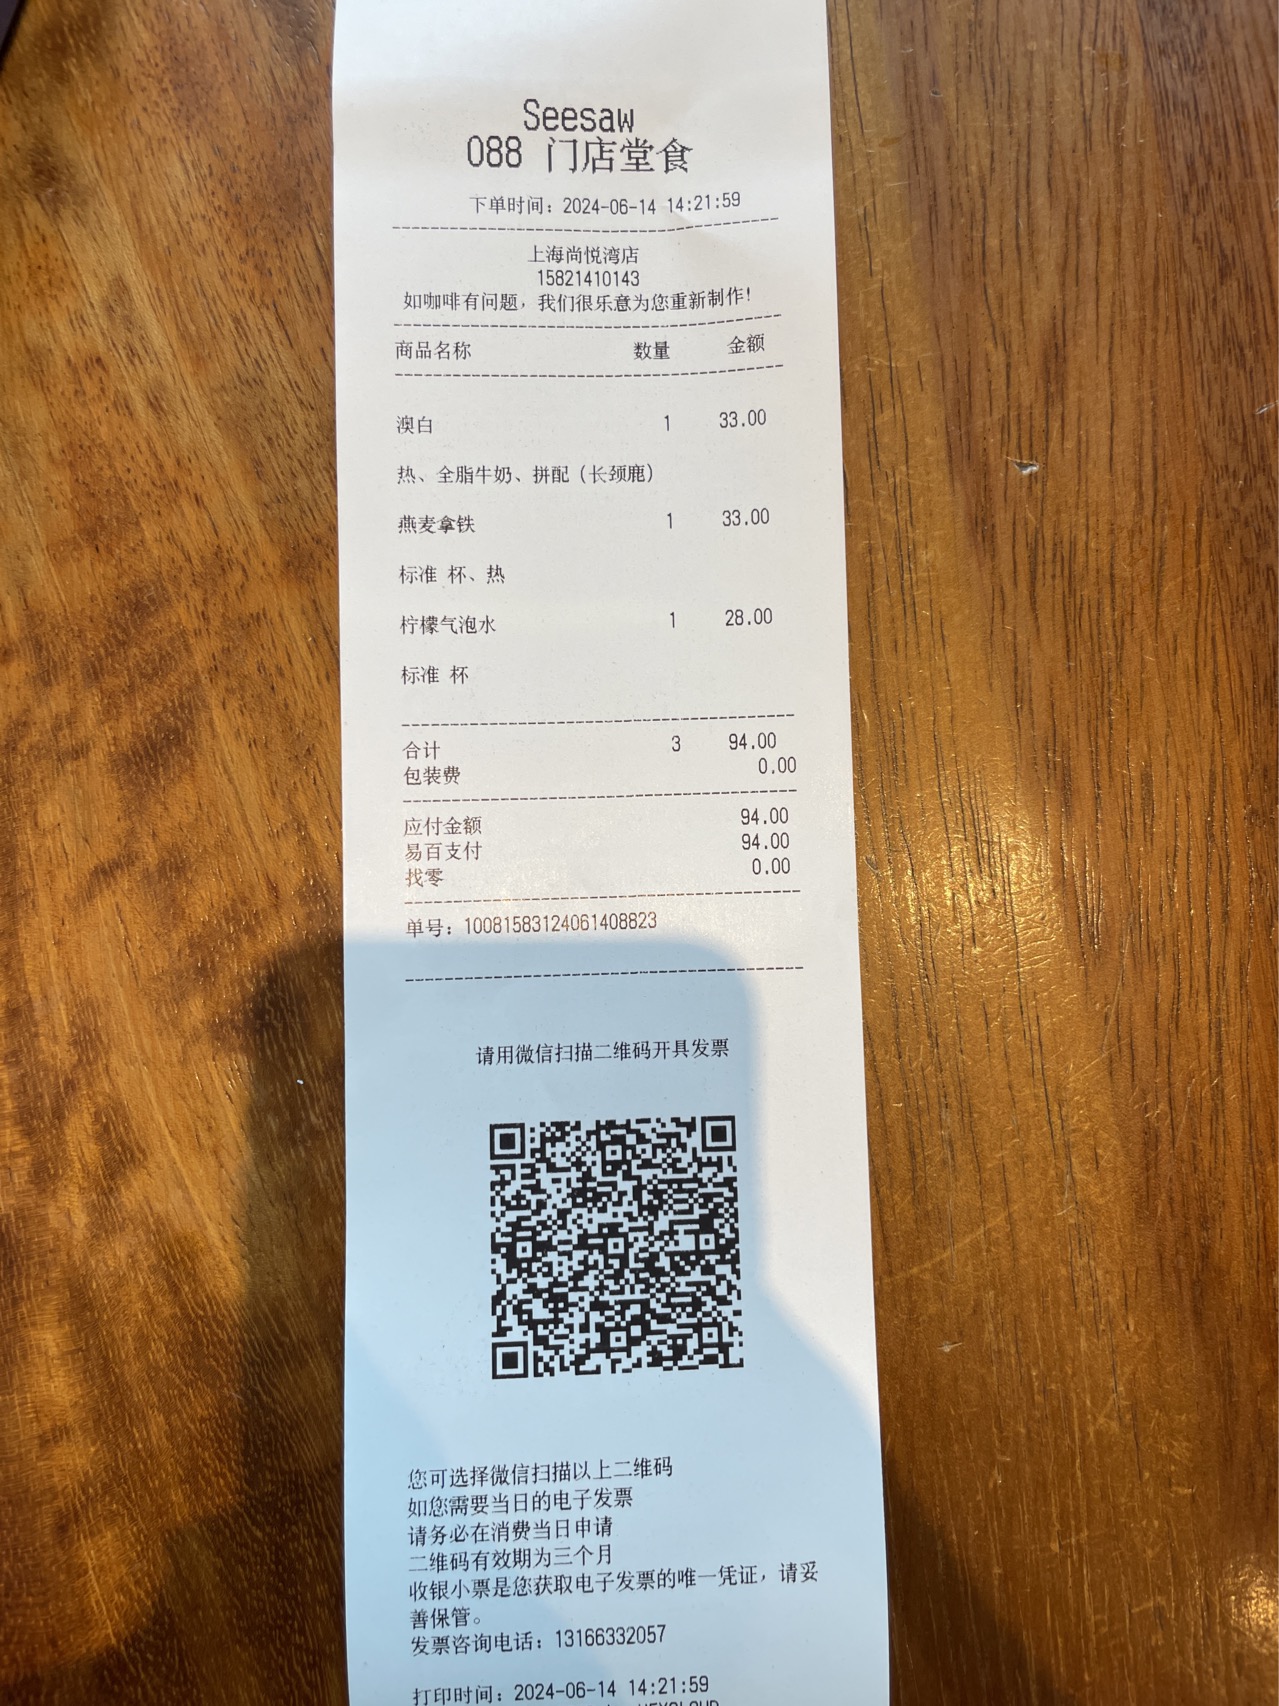 Seesaw
088 门店堂食
下单时间：2024-06-14 14:21:59
上海尚悦湾店
15821410143
如咖啡有问题，我们很乐意为您重新制作！
商品名称 数量 金额
澳白 1 33.00
热、全脂牛奶、拼配（长颈鹿）
燕麦拿铁 1 33.00
标准 杯、热
柠檬气泡水 1 28.00
标准 杯
合计 3 94.00
包装费 0.00
应付金额 94.00
易百支付 94.00
找零 0.00
单号：10081583124061408823
请用微信扫描二维码开具发票
您可选择微信扫描以上二维码
如您需要当日的电子发票
请务必在消费当日申请
二维码有效期为三个月
收银小票是您获取电子发票的唯一凭证，请妥
善保管。
发票咨询电话：13166332057
打印时间：2024-06-14 14:21:59